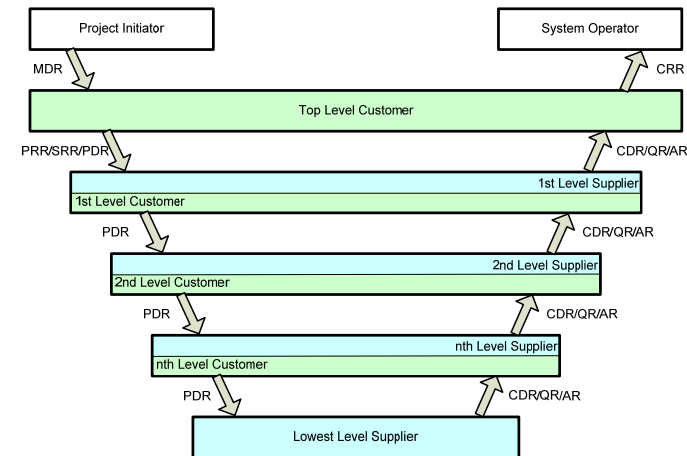 Project Initiator
System Operator
MDR
CRR
Top Level Customer
PRR/SRR/PDR
CDR/QR/AR
1st Level Supplier
1st Level Customer
PDR
CDR/QR/AR
2nd Level Supplier
2nd Level Customer
PDR
CDR/QR/AR
nth Level Supplier
nth Level Customer
PDR
CDR/QR/AR
Lowest Level Supplier